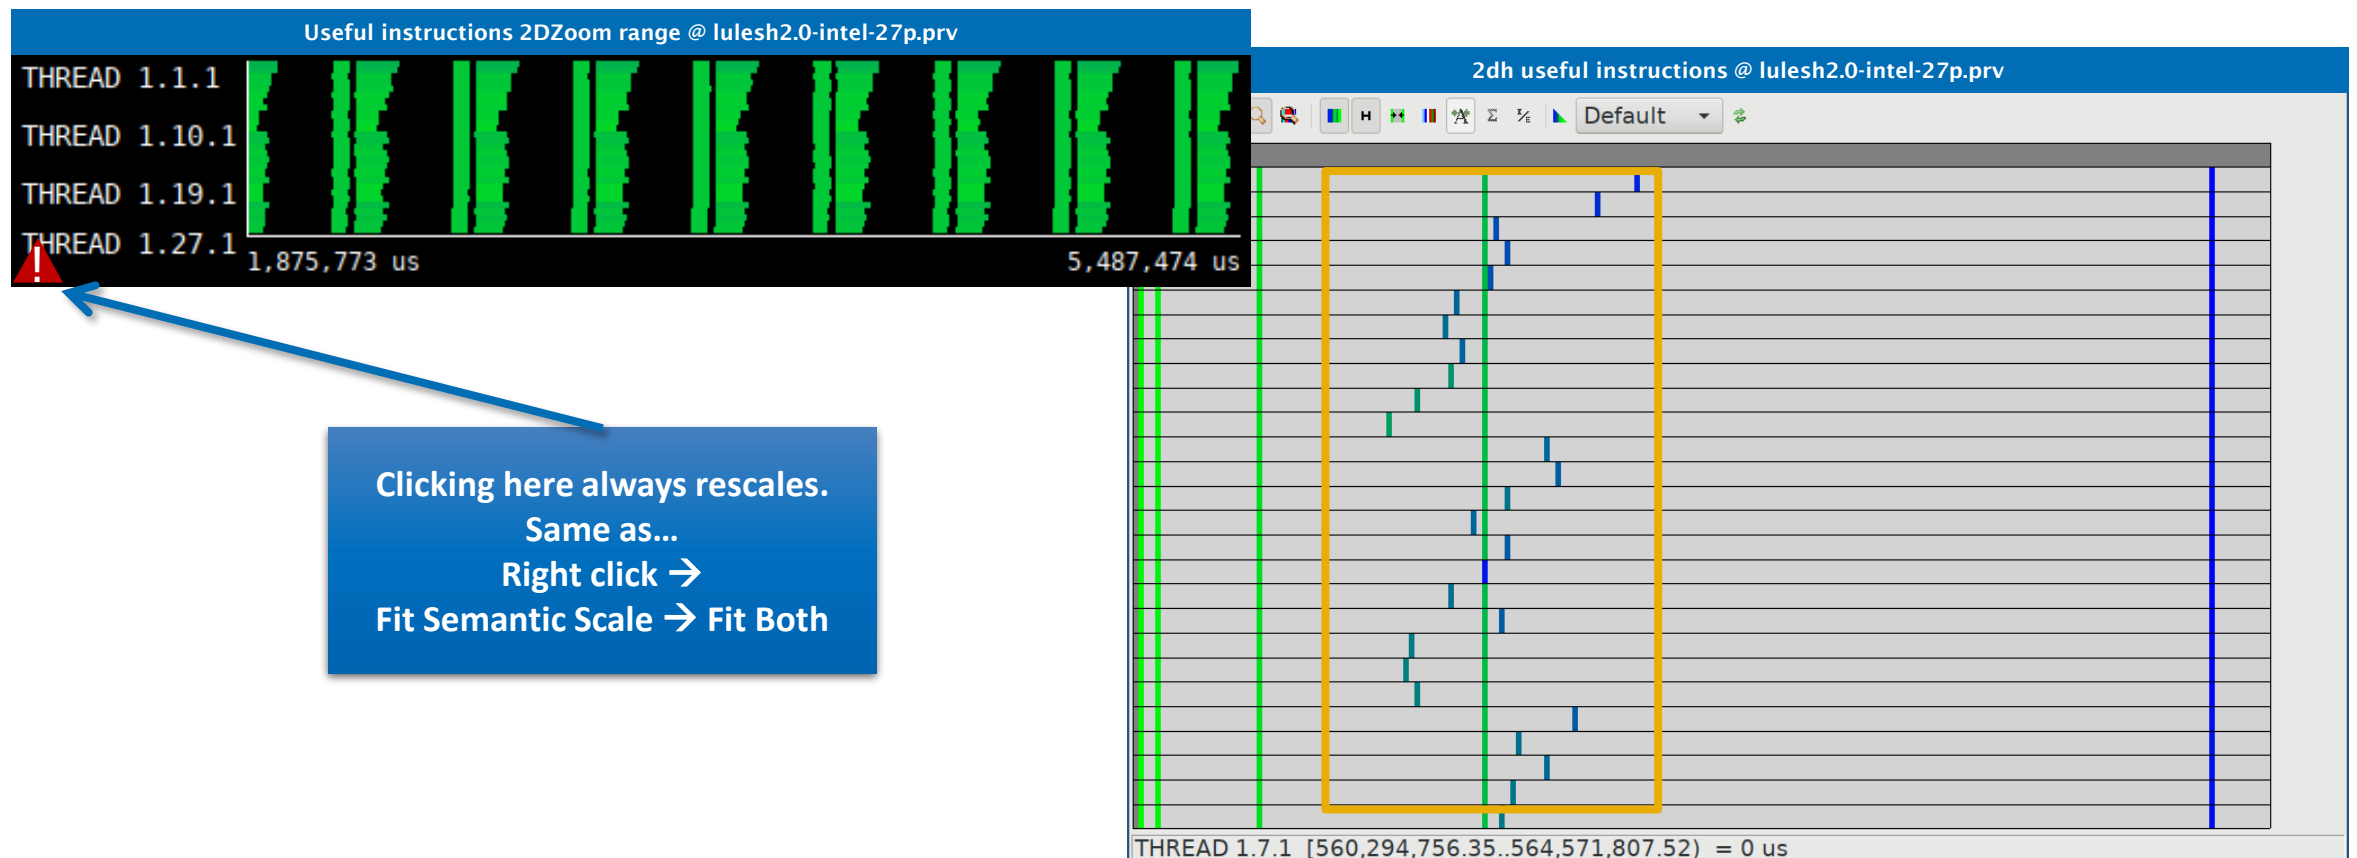 Useful instructions 2DZoom range @ lulesh2.0-intel-27p.prv
THREAD 1.1.1
THREAD 1.10.1
THREAD 1.19.1
THREAD 1.27.1
1,875,773 us
5,487,474 us
2dh useful instructions @ lulesh2.0-intel-27p.prv
Default
Clicking here always rescales.
Same as…
Right click →
Fit Semantic Scale → Fit Both
THREAD 1.7.1 [560,294,756.35..564,571,807.52) = 0 us